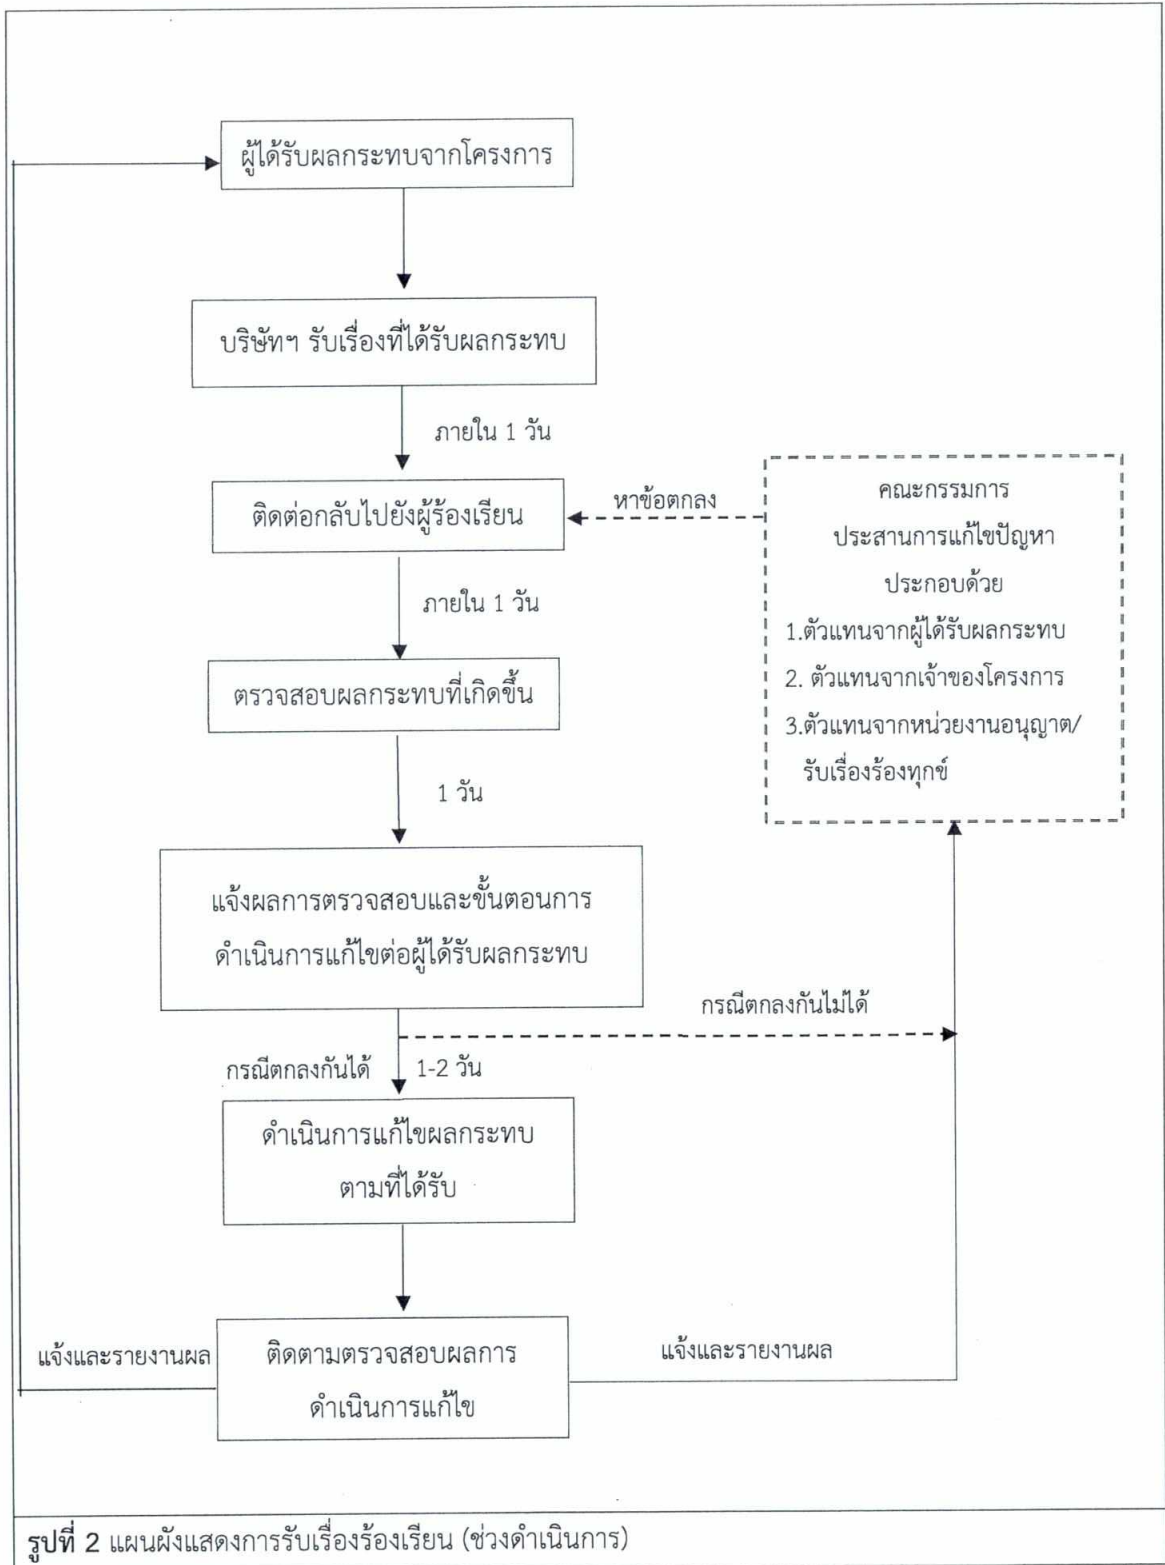 ผู้ได้รับผลกระทบจากโครงการ
บริษัทฯ รับเรื่องที่ได้รับผลกระทบ
ภายใน 1 วัน
ติดต่อกลับไปยังผู้ร้องเรียน
หาข้อตกลง
คณะกรรมการ
ประสานการแก้ไขปัญหา
ประกอบด้วย
1.ตัวแทนจากผู้ได้รับผลกระทบ
2. ตัวแทนจากเจ้าของโครงการ
3.ตัวแทนจากหน่วยงานอนุญาต/
รับเรื่องร้องทุกข์
ภายใน 1 วัน
ตรวจสอบผลกระทบที่เกิดขึ้น
1 วัน
แจ้งผลการตรวจสอบและขั้นตอนการ
ดำเนินการแก้ไขต่อผู้ได้รับผลกระทบ
กรณีตกลงกันไม่ได้
กรณีตกลงกันได้ 1-2 วัน
ดำเนินการแก้ไขผลกระทบ
ตามที่ได้รับ
แจ้งและรายงานผล
ติดตามตรวจสอบผลการ
ดำเนินการแก้ไข
แจ้งและรายงานผล
รูปที่ 2 แผนผังแสดงการรับเรื่องร้องเรียน (ช่วงดำเนินการ)